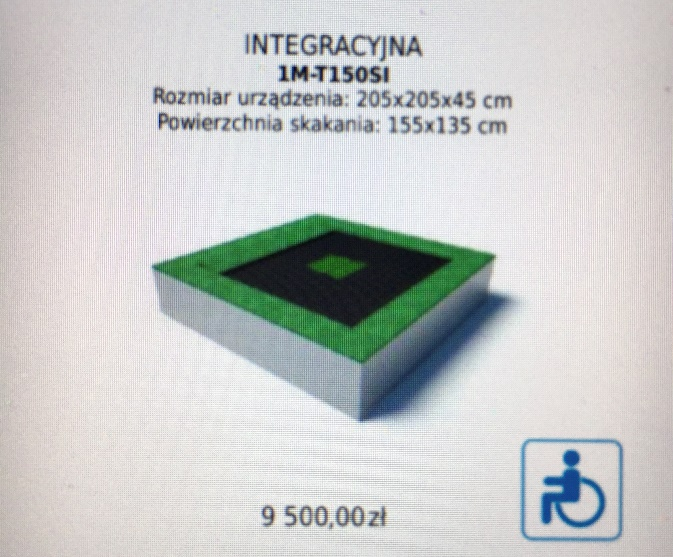 INTEGRACYJNA
1M-T150SI
Rozmiar urządzenia: 205x205x45 cm
Powierzchnia skakania: 155x135 cm
9 500,00zł